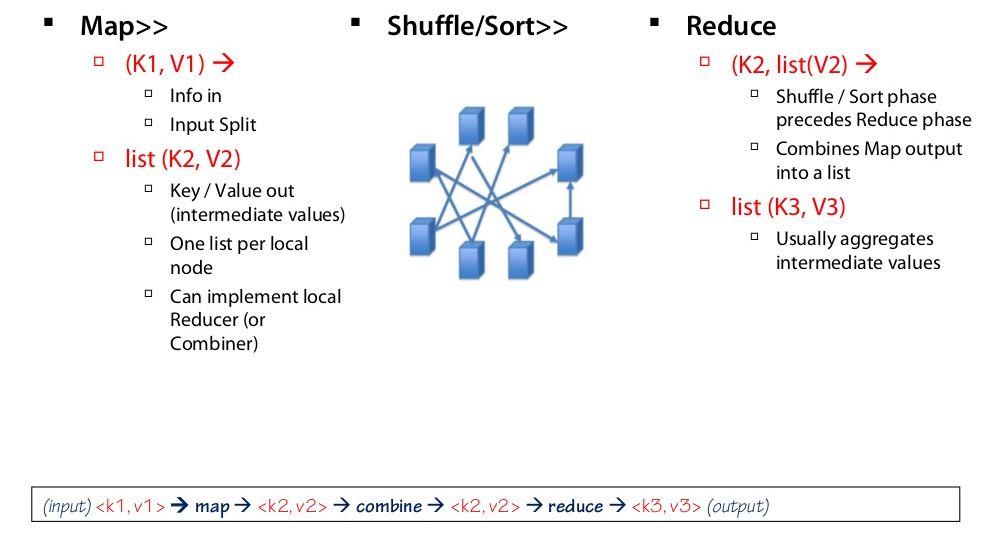 Map>>
(K1, V1) →
Info in
Input Split
list (K2, V2)
Key / Value out
(intermediate values)
One list per local
node
Can implement local
Reducer (or
Combiner)
Shuffle/Sort>>
Reduce
(K2, list(V2) →
Shuffle / Sort phase
precedes Reduce phase
Combines Map output
into a list
list (K3, V3)
Usually aggregates
intermediate values
(input) <k1, v1> → map → <k2, v2> → combine → <k2, v2> → reduce → <k3, v3> (output)